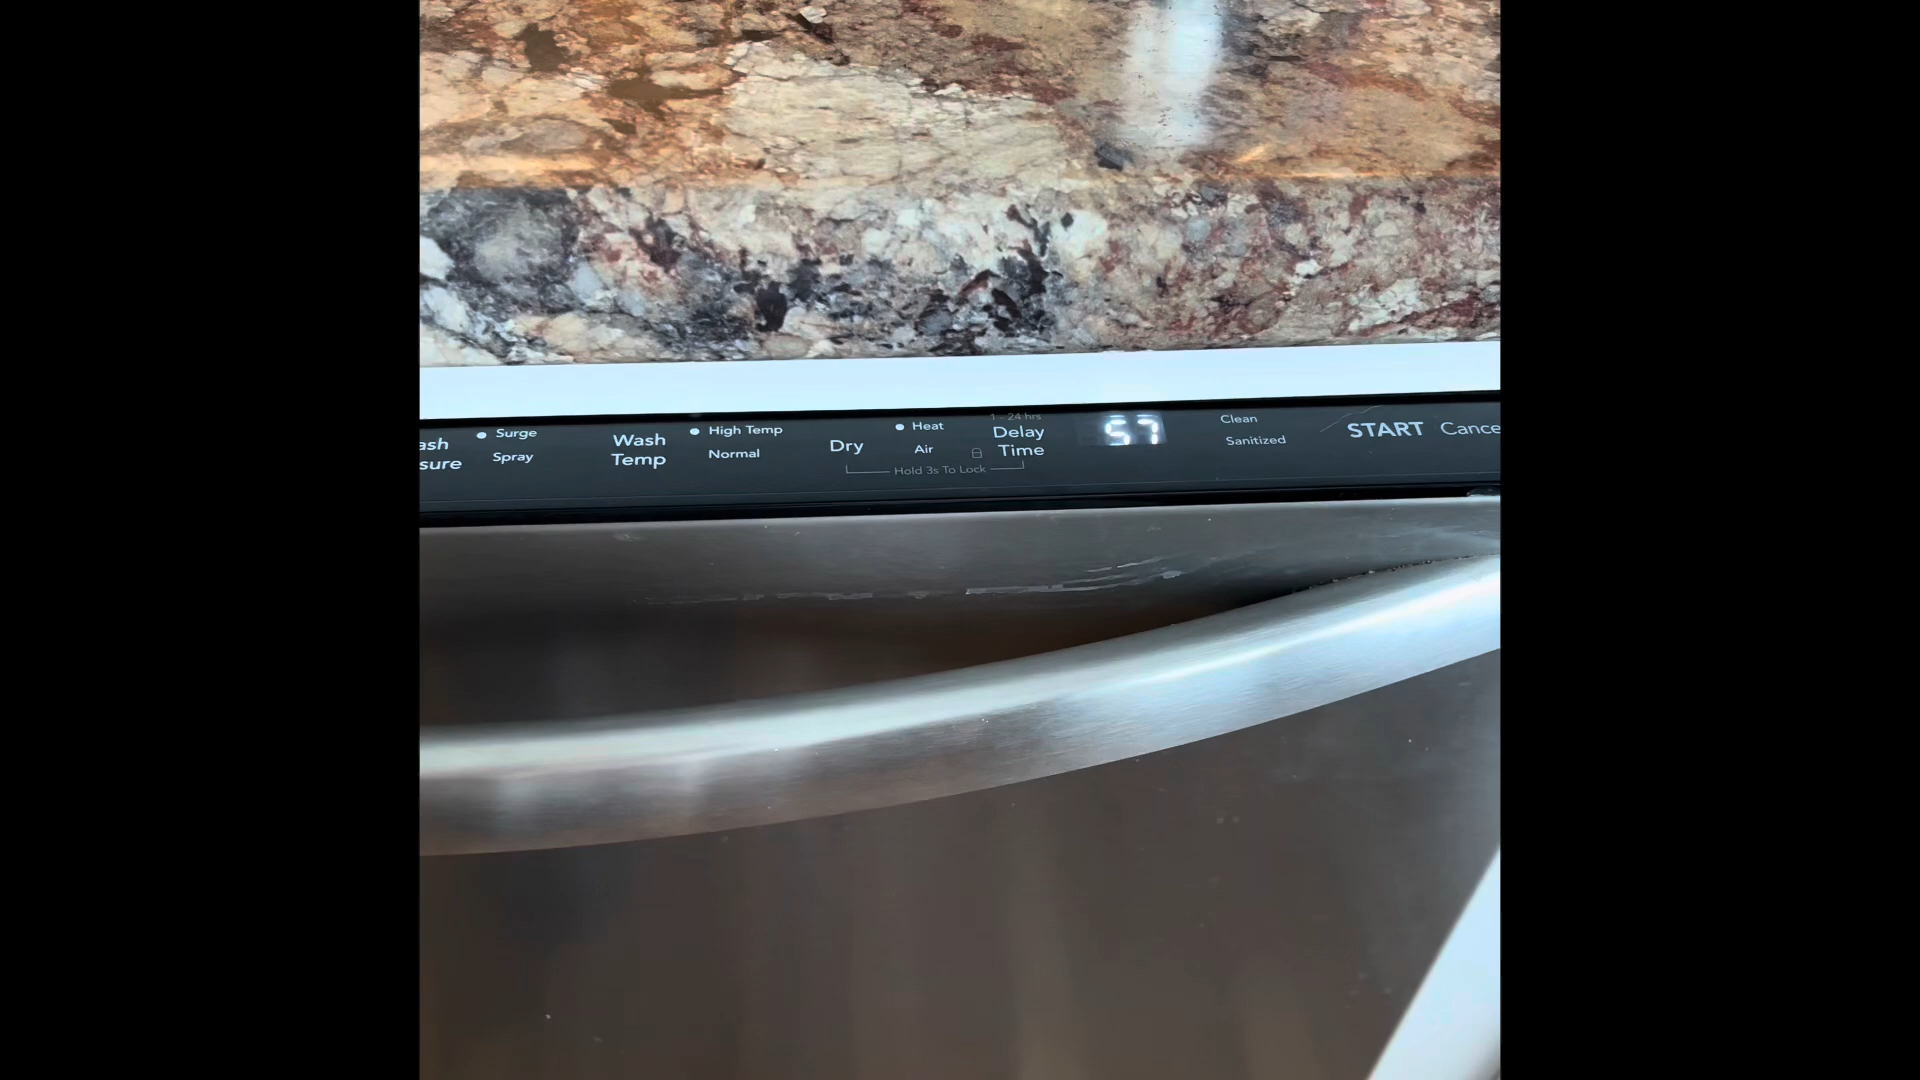 ash
sure
Surge
Spray
Wash
Temp
High Temp
Normal
Dry
Heat
Air
Hold 3s To Lock
1 - 24 hrs
Delay
Time
57
Clean
Sanitized
START
Cance